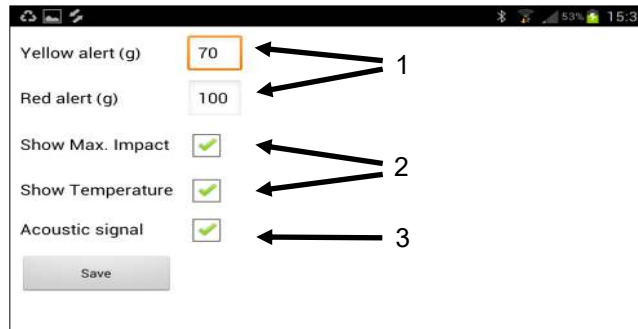 53% 15:3
Yellow alert (g) 70
1
Red alert (g) 100
Show Max. Impact
2
Show Temperature
Acoustic signal
3
Save